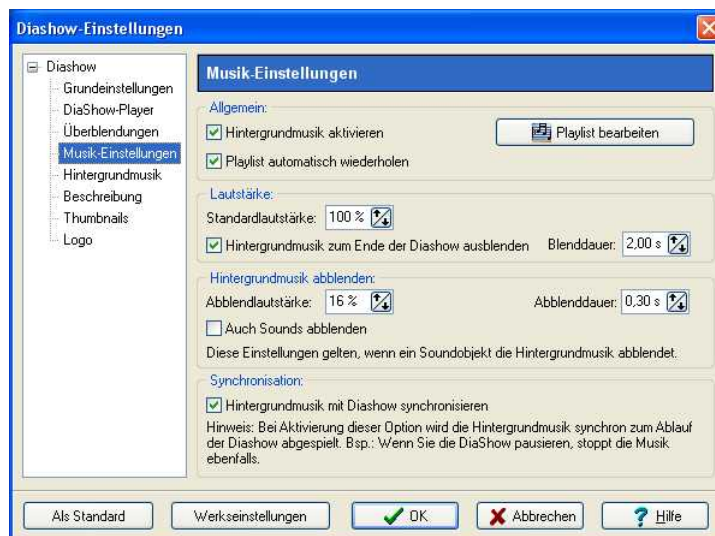 Diashow-Einstellungen
Diashow
Grundeinstellungen
DiaShow-Player
Überblendungen
Musik-Einstellungen
Hintergrundmusik
Beschreibung
Thumbnails
Logo
Musik-Einstellungen
Allgemein:
Hintergrundmusik aktivieren
Playlist bearbeiten
Playlist automatisch wiederholen
Lautstärke:
Standardlautstärke: 100 %
Hintergrundmusik zum Ende der Diashow ausblenden Blenddauer: 2,00 s
Hintergrundmusik abblenden:
Abblendlautstärke: 16 % Abblenddauer: 0,30 s
Auch Sounds abblenden
Diese Einstellungen gelten, wenn ein Soundobjekt die Hintergrundmusik abblendet.
Synchronisation:
Hintergrundmusik mit Diashow synchronisieren
Hinweis: Bei Aktivierung dieser Option wird die Hintergrundmusik synchron zum Ablauf
der Diashow abgespielt. Bsp.: Wenn Sie die DiaShow pausieren, stoppt die Musik
ebenfalls.
Als Standard Werkseinstellungen OK Abbrechen Hilfe